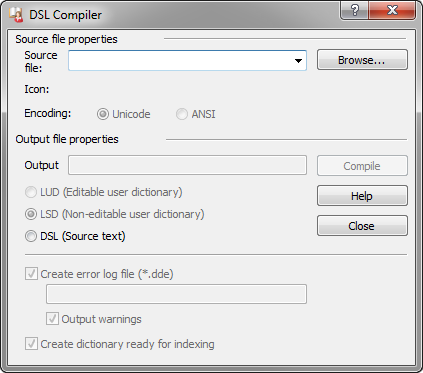 DSL Compiler
Source file properties
Source file:
Browse...
Icon:
Encoding: Unicode ANSI
Output file properties
Output
Compile
LUD (Editable user dictionary)
Help
LSD (Non-editable user dictionary)
Close
DSL (Source text)
Create error log file (*.dde)
Output warnings
Create dictionary ready for indexing